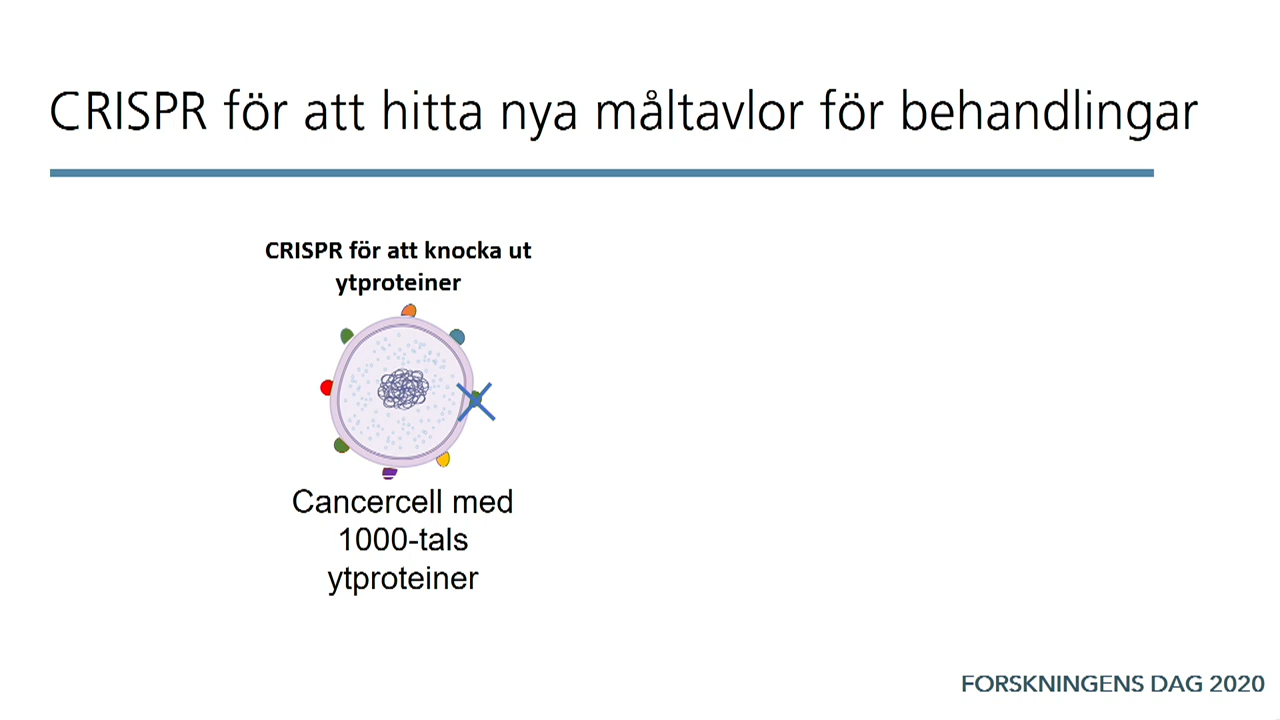 CRISPR för att hitta nya måltavlor för behandlingar
CRISPR för att knocka ut
ytproteiner
Cancercell med
1000-tals
ytproteiner
FORSKNINGENS DAG 2020